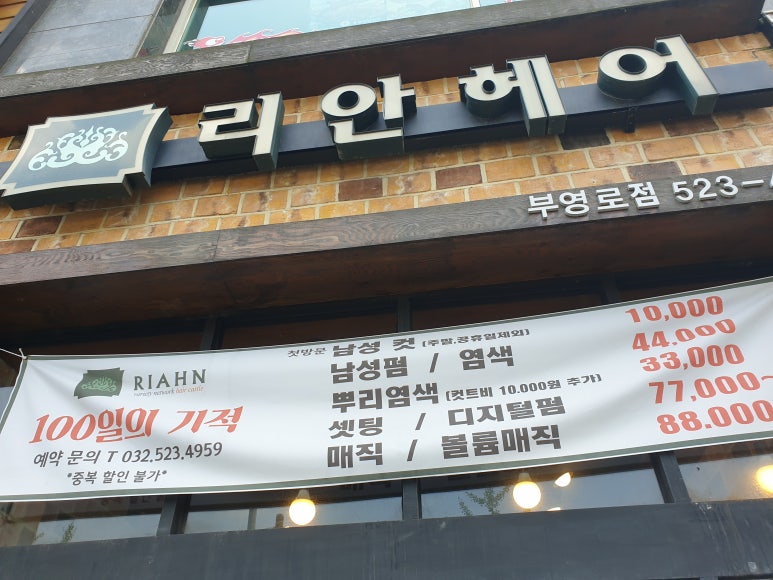 리안헤어
부영로점 523-4
RIAHN
100일의 기적
예약 문의 T 032.523.4959
*중복 할인 불가*
첫방문 남성 컷 (주말,공휴일제외) 10,000
남성펌 / 염색 44.000
뿌리염색 (컷트비 10.000원 추가) 33,000
셋팅 / 디지털펌 77,000~
매직 / 볼륨매직 88.000